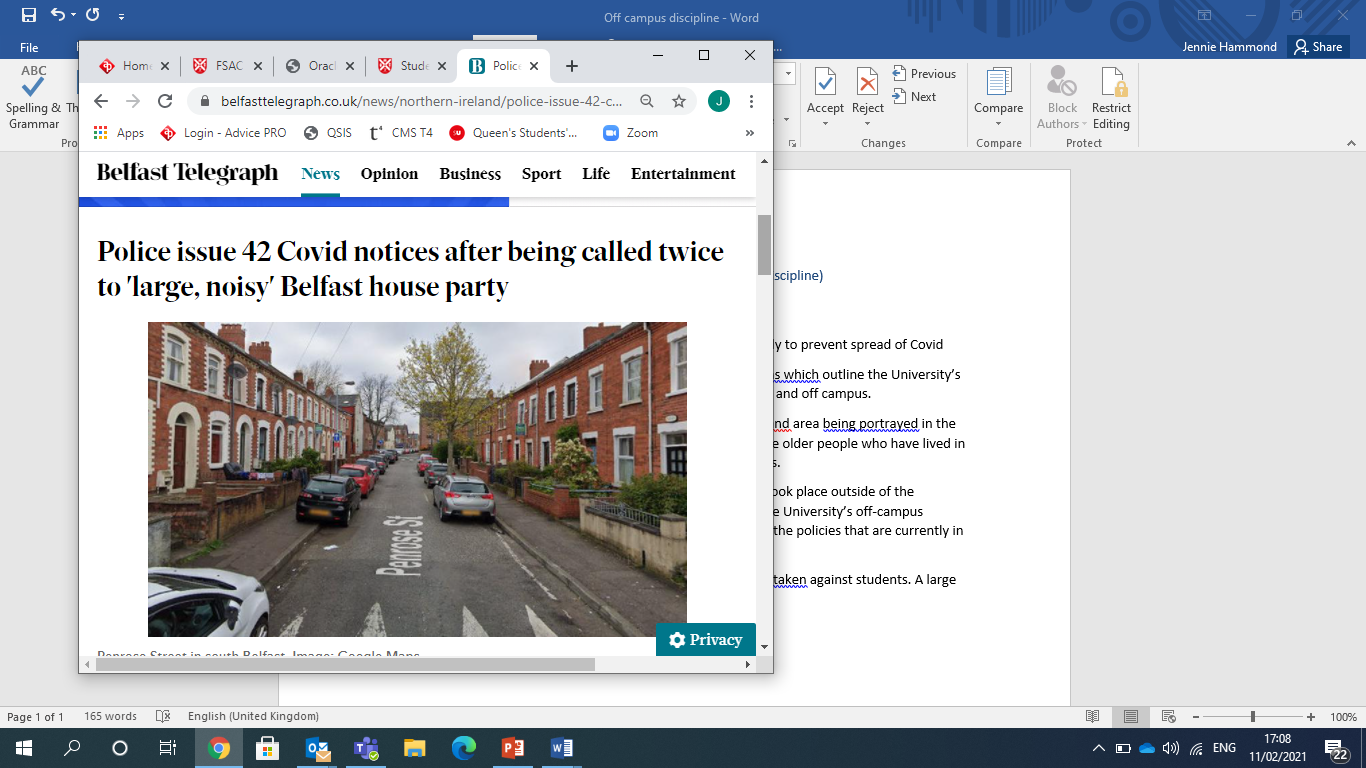 Off campus discipline - Word
File
Jennie Hammond
Share
ABC
Spelling &
Grammar
Accept
Reject
Previous
Next
Changes
Compare
Compare
Block
Authors
Restrict
Editing
Protect
Home
FSAC
Orac
Stude
Police
belfasttelegraph.co.uk/news/northern-ireland/police-issue-42-c...
J
Apps
Login - Advice PRO
QSIS
CMS T4
Queen's Students'...
Zoom
»
Belfast Telegraph
News
Opinion
Business
Sport
Life
Entertainment
Police issue 42 Covid notices after being called twice
to 'large, noisy' Belfast house party
Penrose St
Penrose Street in south Belfast. Image: Google Maps
Privacy
scipline)
ly to prevent spread of Covid
s which outline the University's
and off campus.
nd area being portrayed in the
e older people who have lived in
s.
ook place outside of the
e University's off-campus
the policies that are currently in
taken against students. A large
Page 1 of 1
165 words
English (United Kingdom)
100%
ENG
17:08
11/02/2021
22